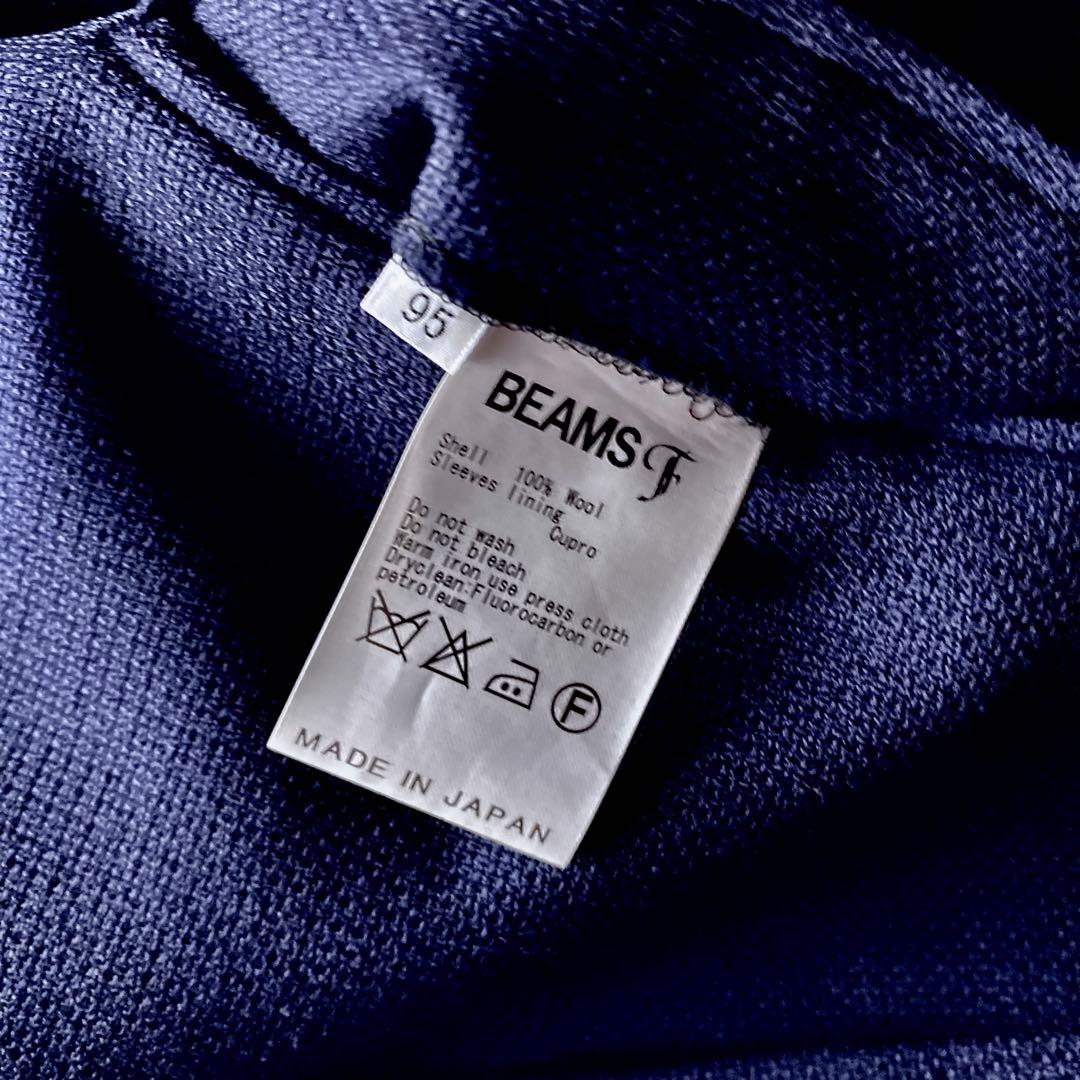 95
BEAMS F
Shell 100% Wool
Sleeves lining
Cupro
Do not wash
Do not bleach
Warm iron use press cloth
Dryclean:Fluorocarbon or
petroleum
F
MADE IN JAPAN